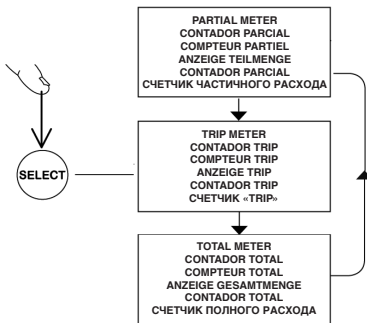 PARTIAL METER
CONTADOR PARCIAL
COMPTEUR PARTIEL
ANZEIGE TEILMENGE
CONTADOR PARCIAL
СЧЕТЧИК ЧАСТИЧНОГО РАСХОДА
SELECT
TRIP METER
CONTADOR TRIP
COMPTEUR TRIP
ANZEIGE TRIP
CONTADOR TRIP
СЧЕТЧИК «TRIP»
TOTAL METER
CONTADOR TOTAL
COMPTEUR TOTAL
ANZEIGE GESAMTMENGE
CONTADOR TOTAL
СЧЕТЧИК ПОЛНОГО РАСХОДА